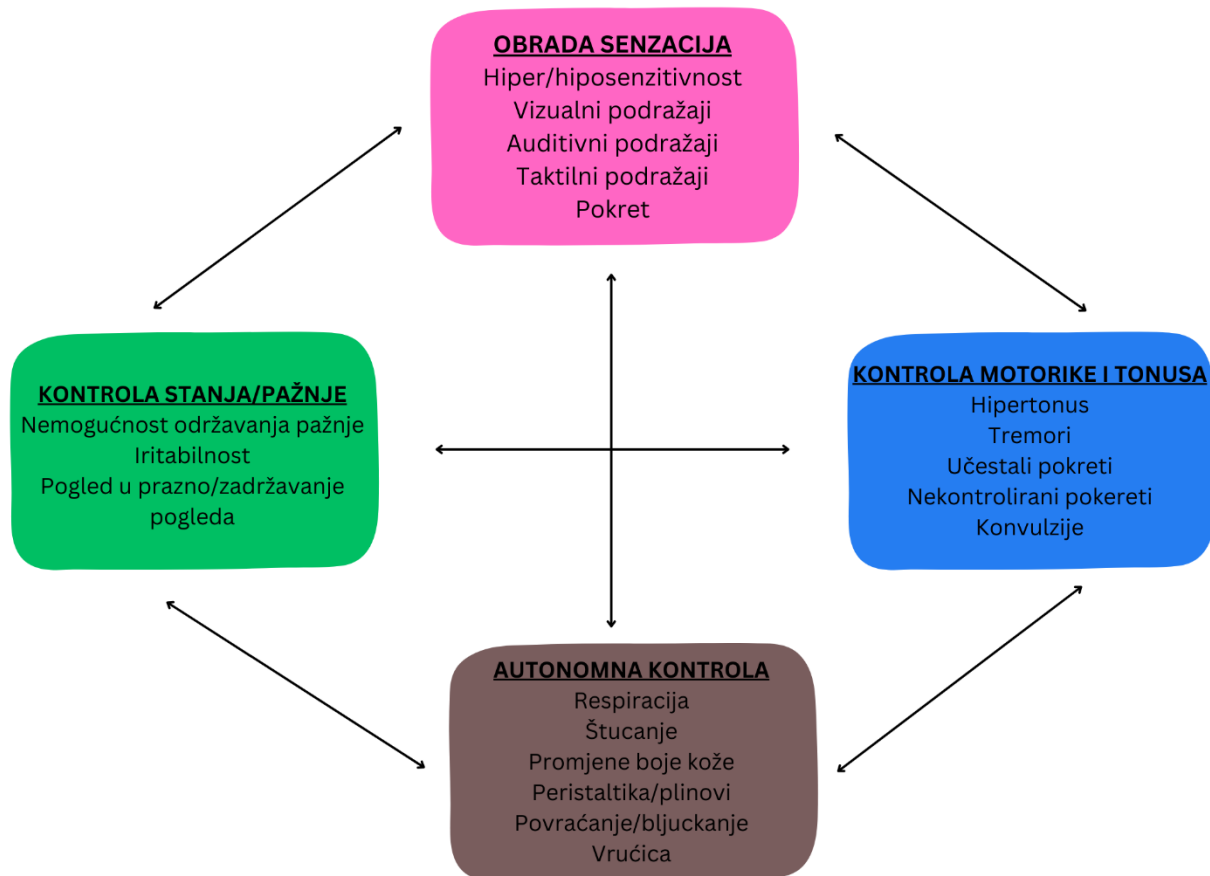 OBRADA SENZACIJA
Hiper/hiposenzitivnost
Vizualni podražaji
Auditivni podražaji
Taktilni podražaji
Pokret
KONTROLA STANJA/PAŽNJE
Nemogućnost održavanja pažnje
Iritabilnost
Pogled u prazno/zadržavanje
pogleda
KONTROLA MOTORIKE I TONUSA
Hipertonus
Tremori
Učestali pokreti
Nekontrolirani pokereti
Konvulzije
AUTONOMNA KONTROLA
Respiracija
Štucanje
Promjene boje kože
Peristaltika/plinovi
Povraćanje/bljuckanje
Vrućica